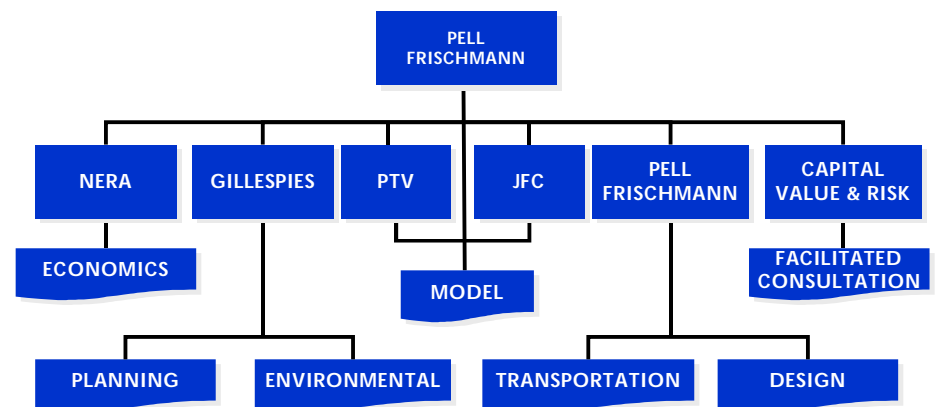 PELL
FRISCHMANN
NERA
GILLESPIES
PTV
JFC
PELL
FRISCHMANN
CAPITAL
VALUE & RISK
ECONOMICS
MODEL
FACILITATED
CONSULTATION
PLANNING
ENVIRONMENTAL
TRANSPORTATION
DESIGN